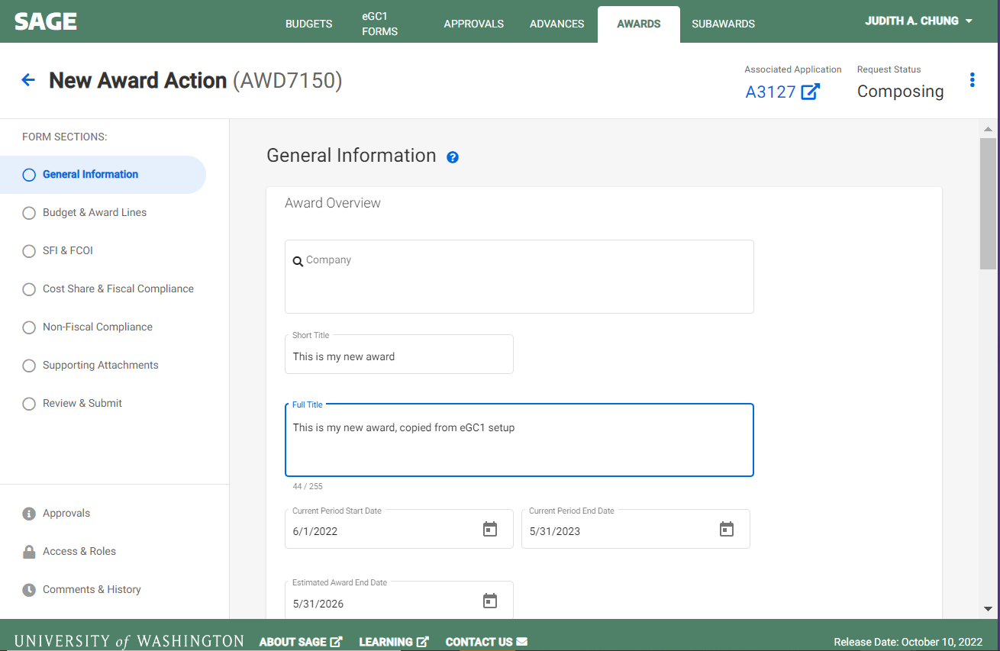 SAGE
BUDGETS
eGC1
FORMS
APPROVALS
ADVANCES
AWARDS
SUBAWARDS
JUDITH A. CHUNG
New Award Action (AWD7150)
Associated Application
A3127
Request Status
Composing
FORM SECTIONS:
General Information
Budget & Award Lines
SFI & FCOI
Cost Share & Fiscal Compliance
Non-Fiscal Compliance
Supporting Attachments
Review & Submit
Approvals
Access & Roles
Comments & History
General Information
Award Overview
Company
Short Title
This is my new award
Full Title
This is my new award, copied from eGC1 setup
44 / 255
Current Period Start Date
6/1/2022
Current Period End Date
5/31/2023
Estimated Award End Date
5/31/2026
UNIVERSITY of WASHINGTON
ABOUT SAGE
LEARNING
CONTACT US
Release Date: October 10, 2022